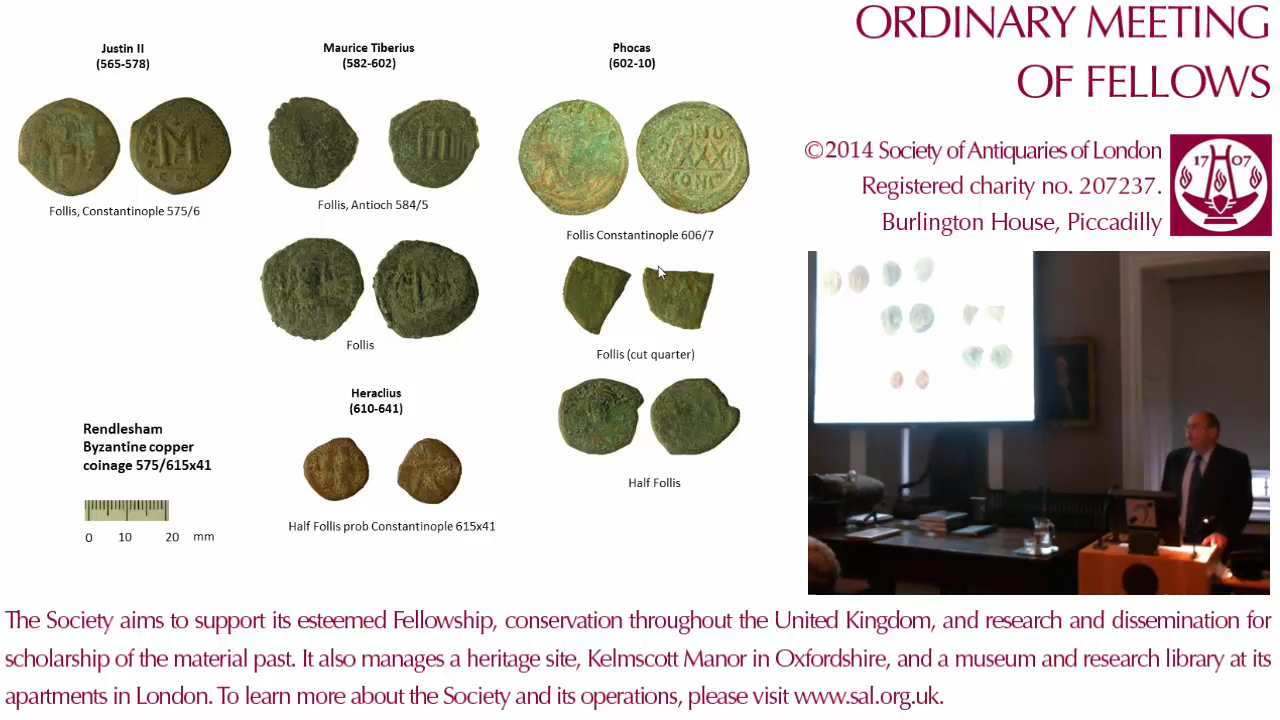 ORDINARY MEETING
OF FELLOWS
©2014 Society of Antiquaries of London
Registered charity no. 207237.
Burlington House, Piccadilly
17 07
Justin II
(565-578)
Follis, Constantinople 575/6
Maurice Tiberius
(582-602)
Follis, Antioch 584/5
Follis
Heraclius
(610-641)
Half Follis prob Constantinople 615x41
Phocas
(602-10)
Follis Constantinople 606/7
Follis (cut quarter)
Half Follis
Rendlesham
Byzantine copper
coinage 575/615x41
0 10 20 mm
The Society aims to support its esteemed Fellowship, conservation throughout the United Kingdom, and research and dissemination for
scholarship of the material past. It also manages a heritage site, Kelmscott Manor in Oxfordshire, and a museum and research library at its
apartments in London. To learn more about the Society and its operations, please visit www.sal.org.uk.